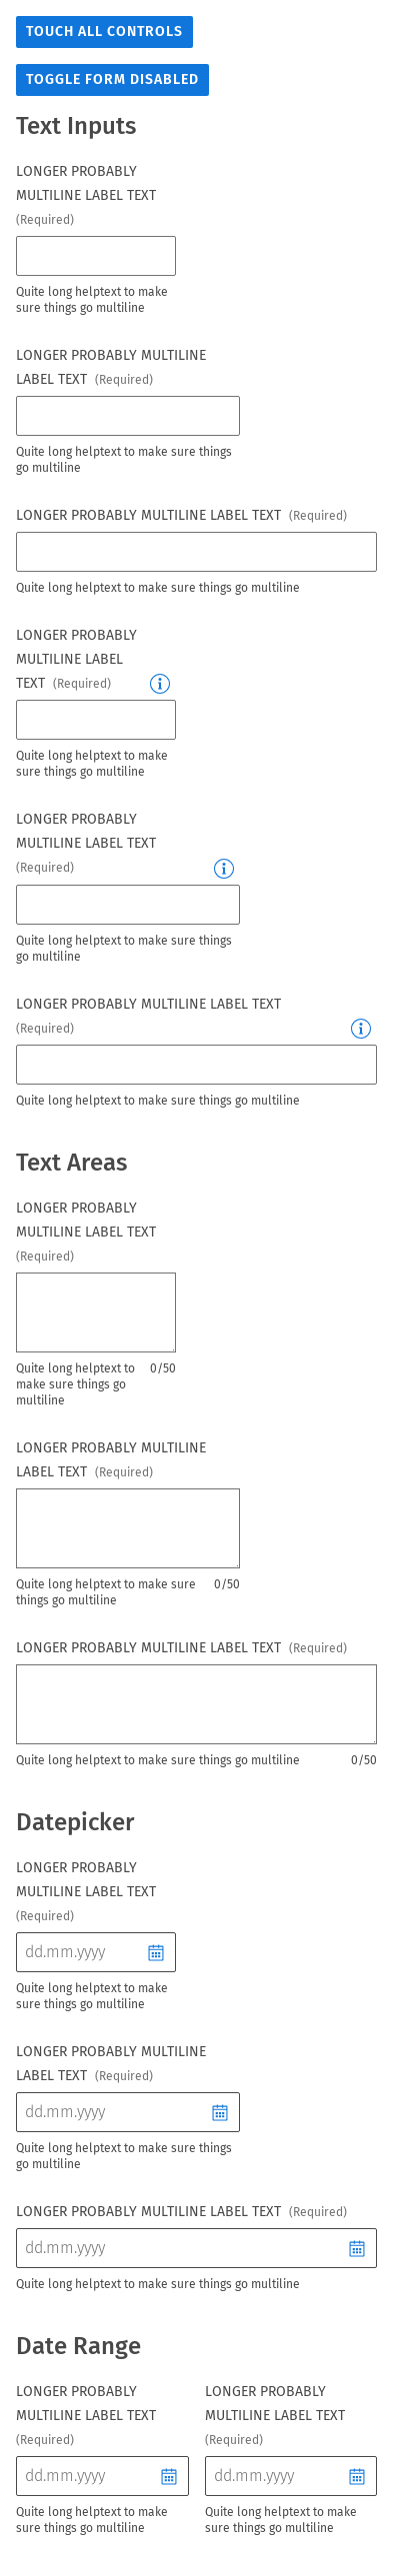 TOUCH ALL CONTROLS
TOGGLE FORM DISABLED
Text Inputs
LONGER PROBABLY
MULTILINE LABEL TEXT
(Required)
Quite long helptext to make
sure things go multiline
LONGER PROBABLY MULTILINE
LABEL TEXT (Required)
Quite long helptext to make sure things
go multiline
LONGER PROBABLY MULTILINE LABEL TEXT (Required)
Quite long helptext to make sure things go multiline
LONGER PROBABLY
MULTILINE LABEL
TEXT (Required)
Quite long helptext to make
sure things go multiline
LONGER PROBABLY
MULTILINE LABEL TEXT
(Required)
Quite long helptext to make sure things
go multiline
LONGER PROBABLY MULTILINE LABEL TEXT
(Required)
Quite long helptext to make sure things go multiline
Text Areas
LONGER PROBABLY
MULTILINE LABEL TEXT
(Required)
Quite long helptext to 0/50
make sure things go
multiline
LONGER PROBABLY MULTILINE
LABEL TEXT (Required)
Quite long helptext to make sure 0/50
things go multiline
LONGER PROBABLY MULTILINE LABEL TEXT (Required)
Quite long helptext to make sure things go multiline 0/50
Datepicker
LONGER PROBABLY
MULTILINE LABEL TEXT
(Required)
dd.mm.yyyy
Quite long helptext to make
sure things go multiline
LONGER PROBABLY MULTILINE
LABEL TEXT (Required)
dd.mm.yyyy
Quite long helptext to make sure things
go multiline
LONGER PROBABLY MULTILINE LABEL TEXT (Required)
dd.mm.yyyy
Quite long helptext to make sure things go multiline
Date Range
LONGER PROBABLY
MULTILINE LABEL TEXT
(Required)
dd.mm.yyyy
Quite long helptext to make
sure things go multiline
LONGER PROBABLY
MULTILINE LABEL TEXT
(Required)
dd.mm.yyyy
Quite long helptext to make
sure things go multiline